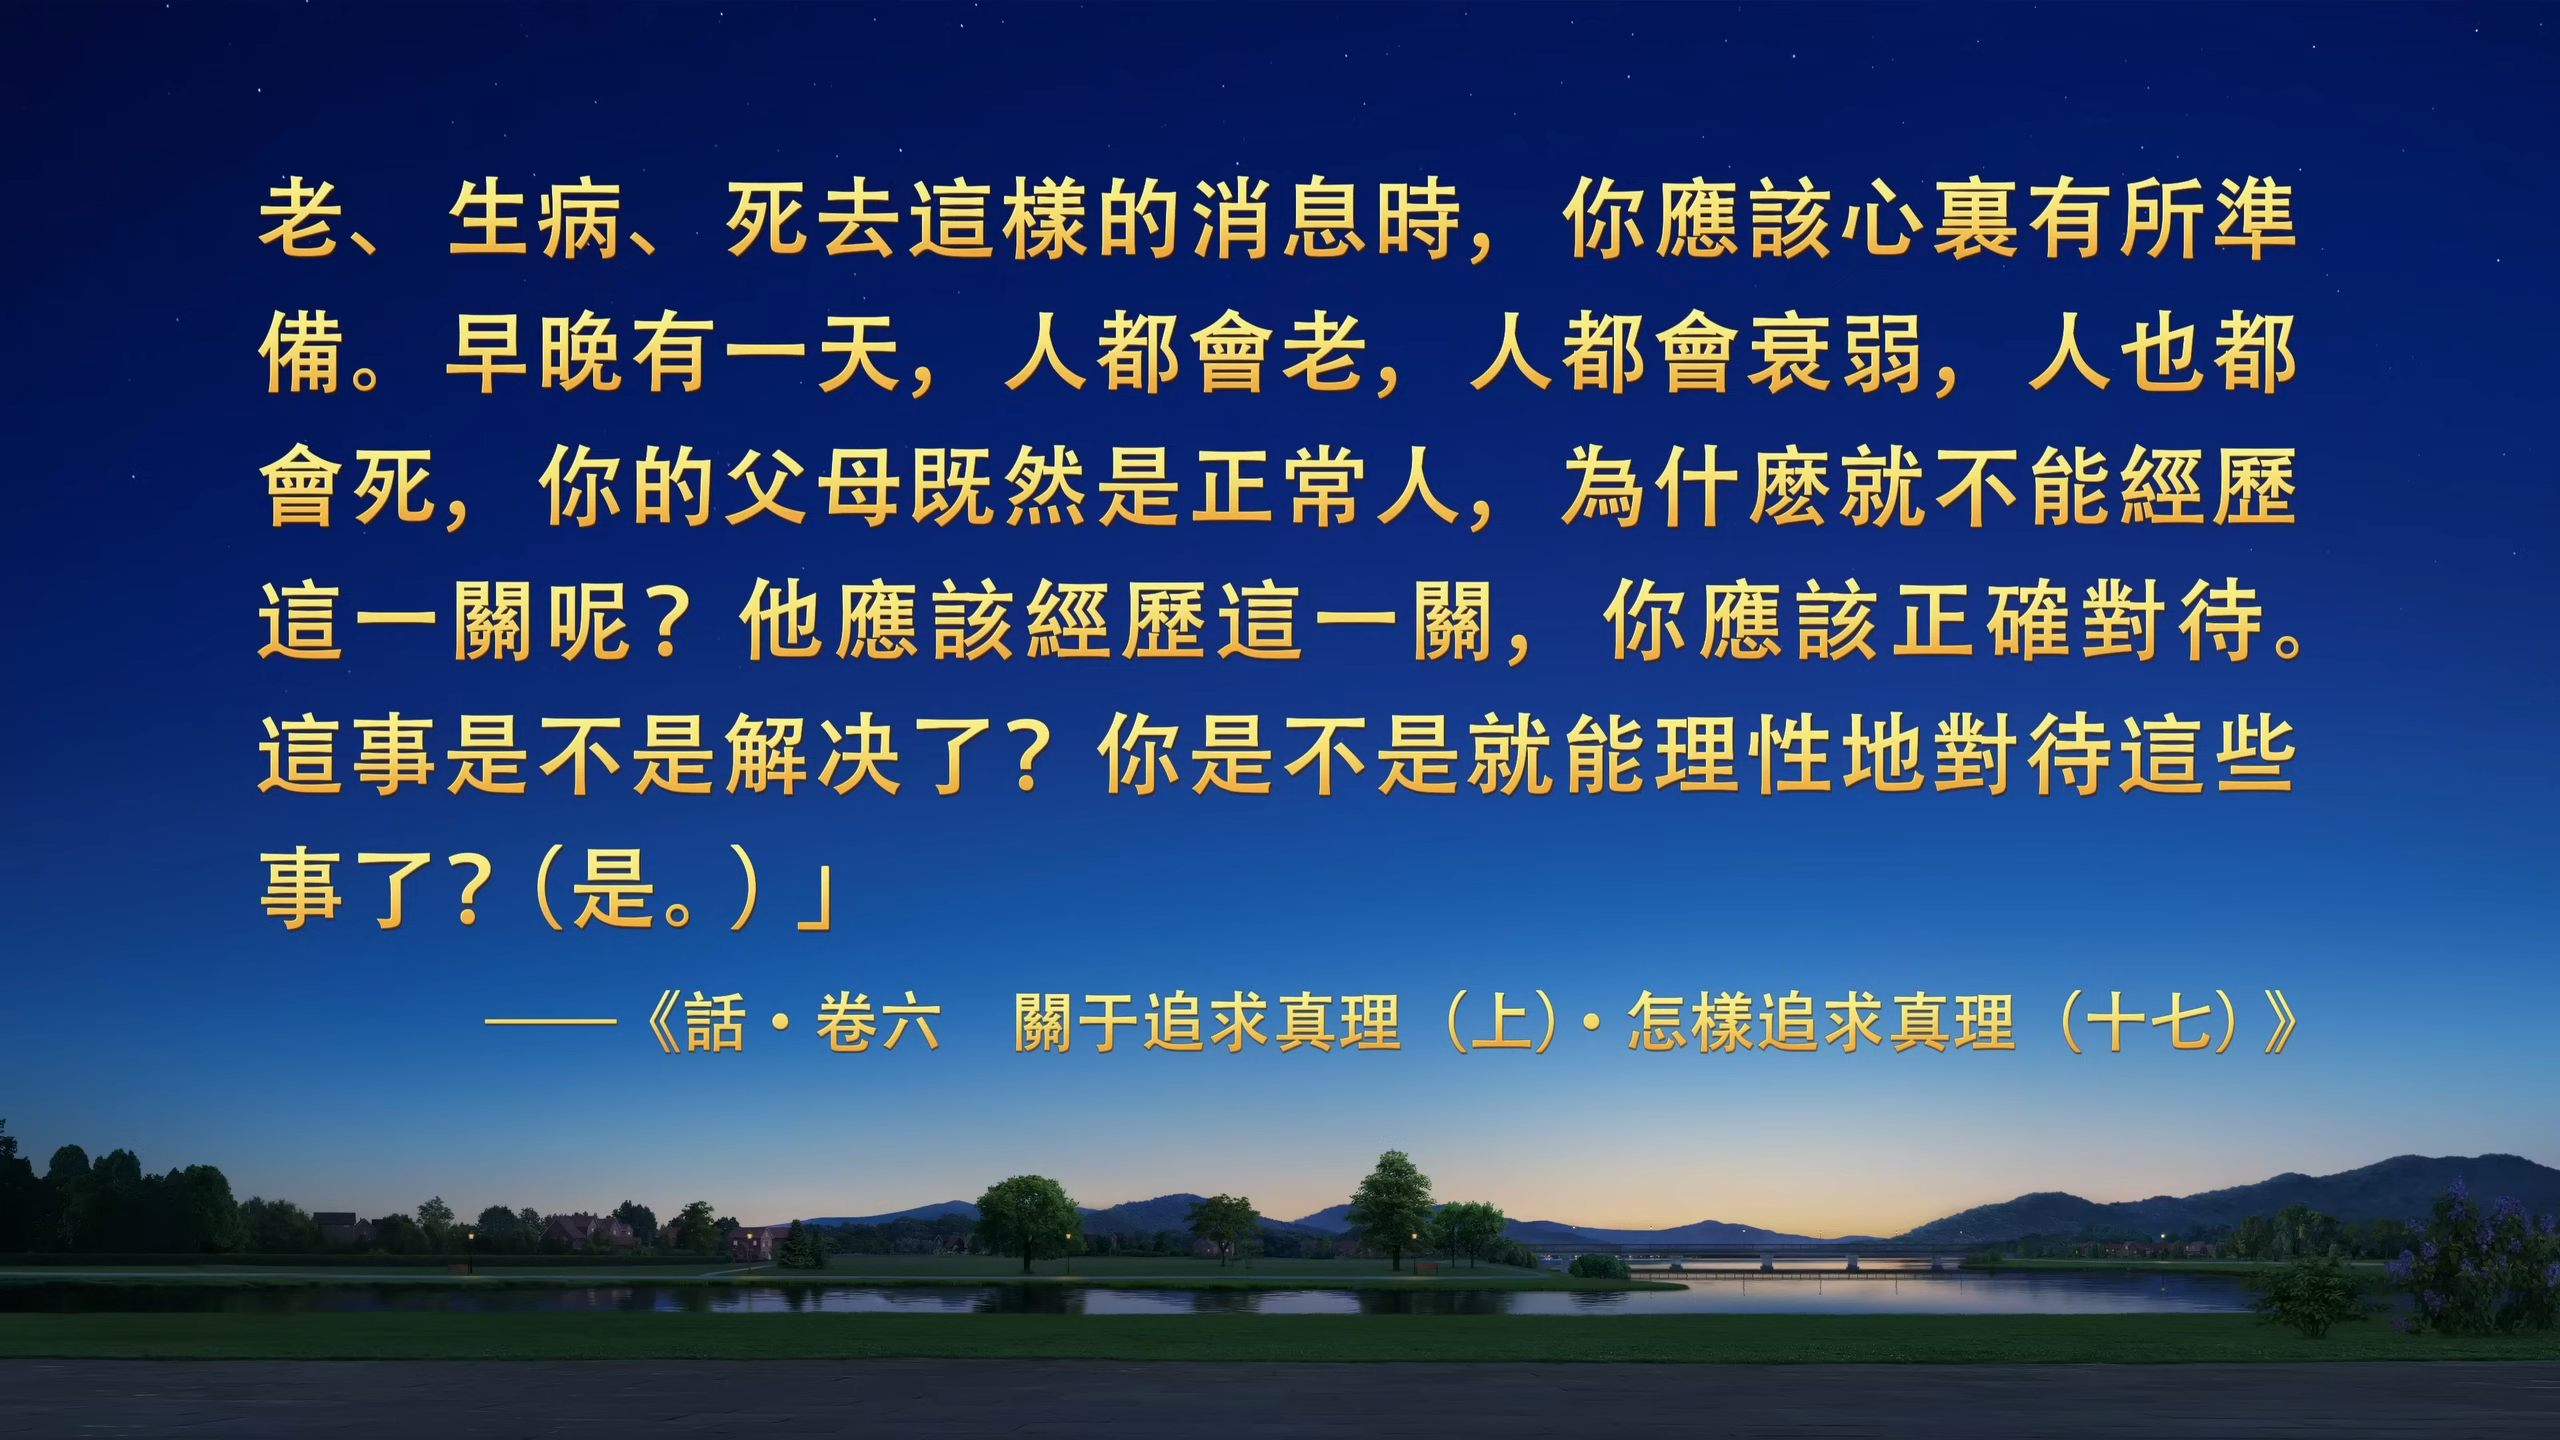 老、生病、死去這樣的消息時，你應該心裏有所準
備。早晚有一天，人都會老，人都會衰弱，人也都
會死，你的父母既然是正常人，為什麽就不能經歷
這一關呢？他應該經歷這一關，你應該正確對待。
這事是不是解決了？你是不是就能理性地對待這些
事了？（是。）」
——《話・卷六　關于追求真理（上）・怎樣追求真理（十七）》